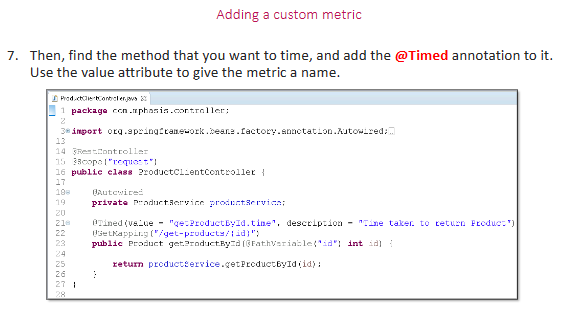 Adding a custom metric
7. Then, find the method that you want to time, and add the @Timed annotation to it.
Use the value attribute to give the metric a name.
ProductClientController.java
1 package com.mphasis.controller;
2
3 import org.springframework.beans.factory.annotation.Autowired;
13
14 @RestController
15 @Scope("request")
16 public class ProductClientController {
17
18 @Autowired
19 private ProductService productService;
20
21 @Timed(value = "getProductById.time", description = "Time taken to return Product")
22 @GetMapping("/get-products/{id}")
23 public Product getProductById(@PathVariable("id") int id) {
24
25 return productService.getProductById(id);
26 }
27 }
28